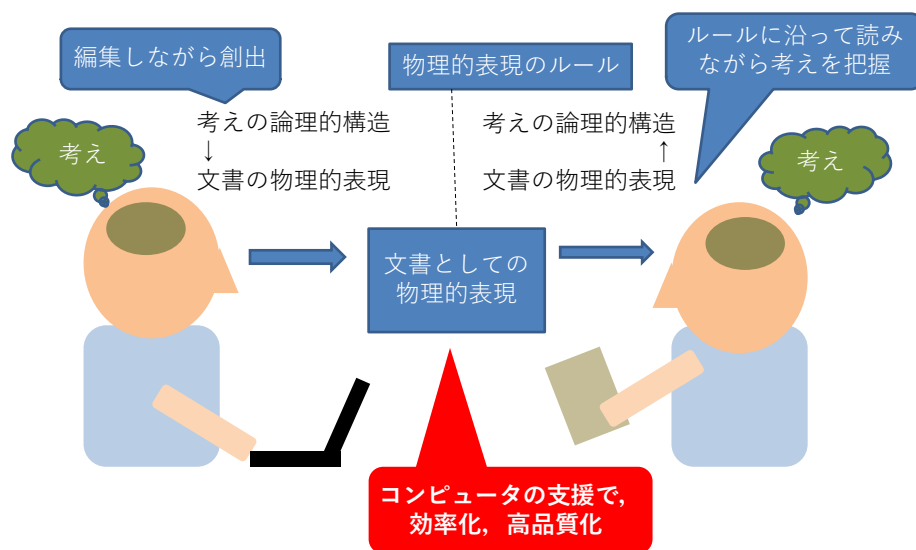 編集しながら創出
物理的表現のルール
ルールに沿って読み
ながら考えを把握
考えの論理的構造
↓
文書の物理的表現
考えの論理的構造
↑
文書の物理的表現
考え
考え
文書としての
物理的表現
コンピュータの支援で,
効率化, 高品質化